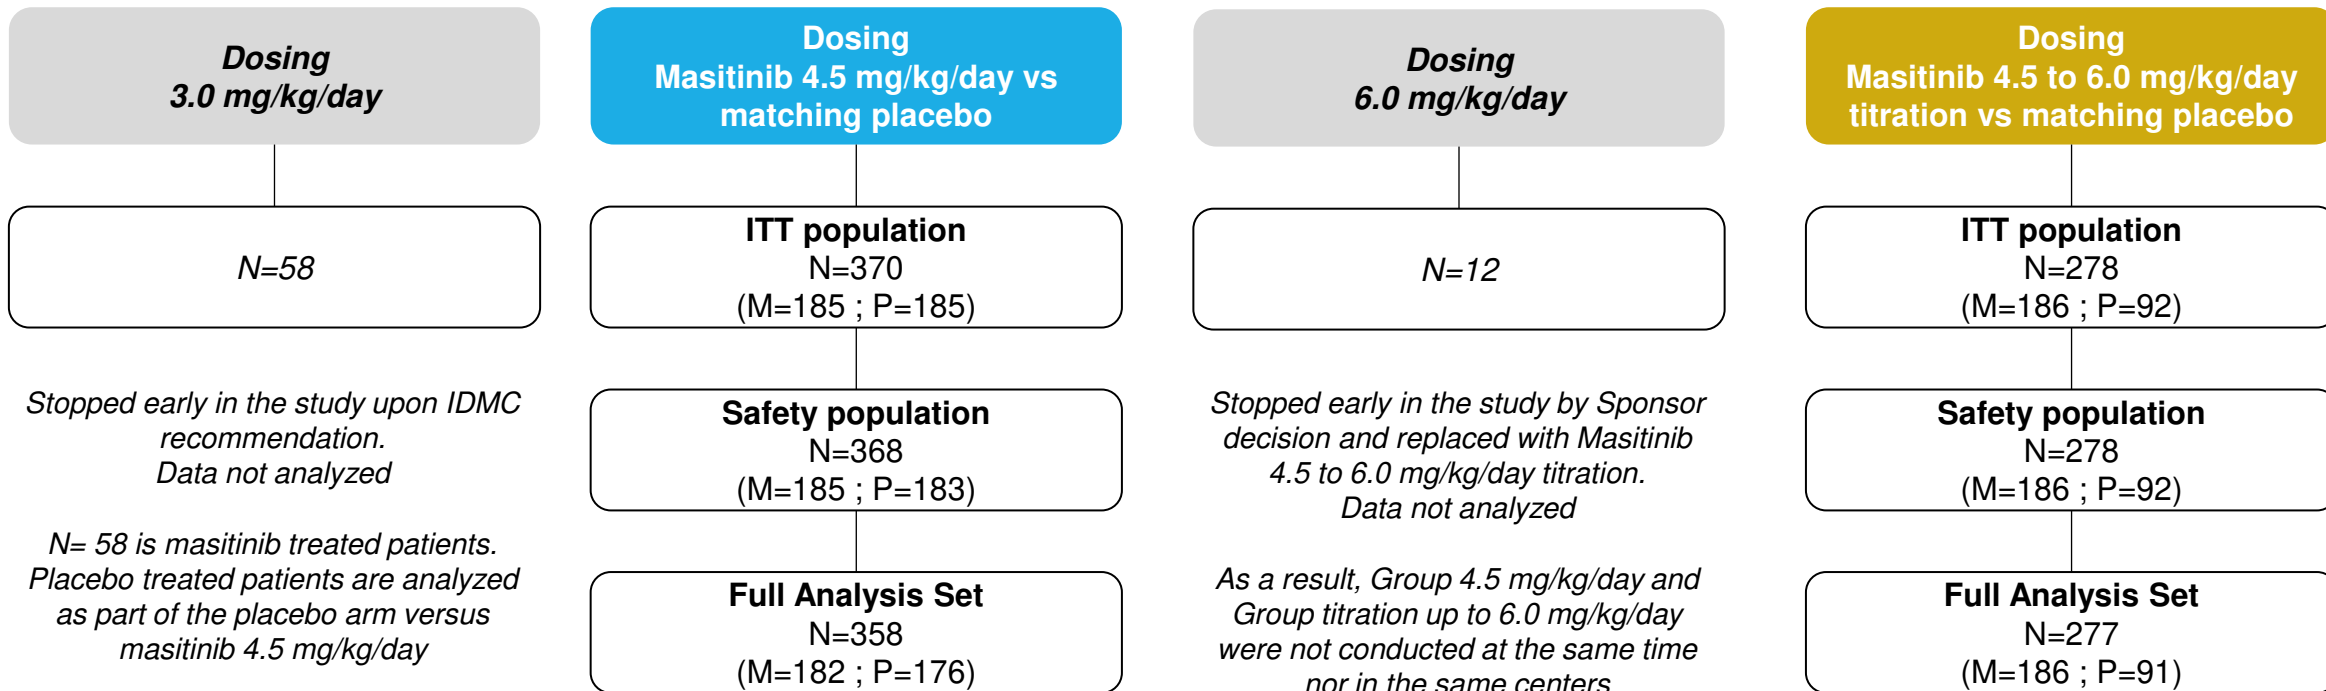 Dosing
3.0 mg/kg/day
N=58
Stopped early in the study upon IDMC
recommendation.
Data not analyzed
N= 58 is masitinib treated patients.
Placebo treated patients are analyzed
as part of the placebo arm versus
masitinib 4.5 mg/kg/day
Dosing
Masitinib 4.5 mg/kg/day vs
matching placebo
ITT population
N=370
(M=185 ; P=185)
Safety population
N=368
(M=185 ; P=183)
Full Analysis Set
N=358
(M=182 ; P=176)
Dosing
6.0 mg/kg/day
N=12
Stopped early in the study by Sponsor
decision and replaced with Masitinib
4.5 to 6.0 mg/kg/day titration.
Data not analyzed
As a result, Group 4.5 mg/kg/day and
Group titration up to 6.0 mg/kg/day
were not conducted at the same time
nor in the same centers
Dosing
Masitinib 4.5 to 6.0 mg/kg/day
titration vs matching placebo
ITT population
N=278
(M=186 ; P=92)
Safety population
N=278
(M=186 ; P=92)
Full Analysis Set
N=277
(M=186 ; P=91)